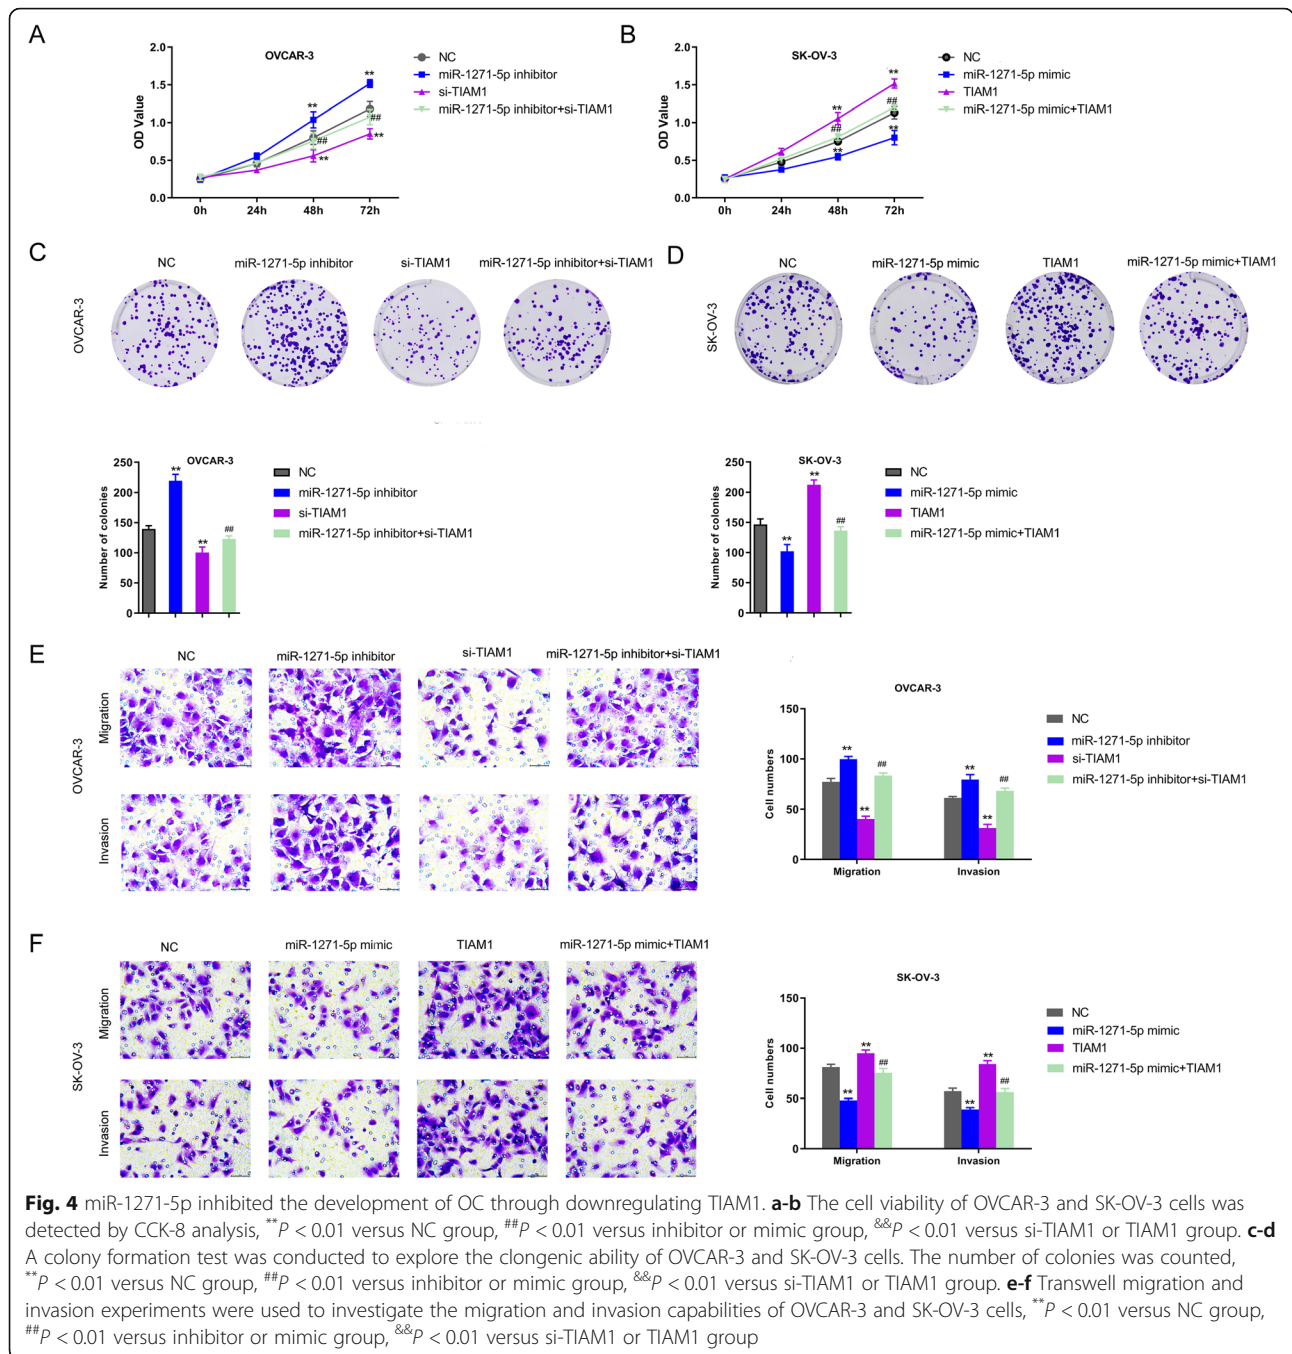 A
OVCAR-3
2.0
1.5
1.0
0.5
0.0
OD Value
0h 24h 48h 72h
** ** ## ## ** **
NC
miR-1271-5p inhibitor
si-TIAM1
miR-1271-5p inhibitor+si-TIAM1
B
SK-OV-3
2.0
1.5
1.0
0.5
0.0
OD Value
0h 24h 48h 72h
** ** ## ## ** **
NC
miR-1271-5p mimic
TIAM1
miR-1271-5p mimic+TIAM1
C
NC miR-1271-5p inhibitor si-TIAM1 miR-1271-5p inhibitor+si-TIAM1
OVCAR-3
D
NC miR-1271-5p mimic TIAM1 miR-1271-5p mimic+TIAM1
SK-OV-3
OVCAR-3
250
200
150
100
50
0
Number of colonies
** ** ##
NC
miR-1271-5p inhibitor
si-TIAM1
miR-1271-5p inhibitor+si-TIAM1
SK-OV-3
250
200
150
100
50
0
Number of colonies
** ** ##
NC
miR-1271-5p mimic
TIAM1
miR-1271-5p mimic+TIAM1
E
NC miR-1271-5p inhibitor si-TIAM1 miR-1271-5p inhibitor+si-TIAM1
OVCAR-3
Migration
Invasion
OVCAR-3
150
100
50
0
Cell numbers
** ** ## ** ** ##
Migration Invasion
NC
miR-1271-5p inhibitor
si-TIAM1
miR-1271-5p inhibitor+si-TIAM1
F
NC miR-1271-5p mimic TIAM1 miR-1271-5p mimic+TIAM1
SK-OV-3
Migration
Invasion
SK-OV-3
150
100
50
0
Cell numbers
** ** ## ** ** ##
Migration Invasion
NC
miR-1271-5p mimic
TIAM1
miR-1271-5p mimic+TIAM1
Fig. 4 miR-1271-5p inhibited the development of OC through downregulating TIAM1. a-b The cell viability of OVCAR-3 and SK-OV-3 cells was
detected by CCK-8 analysis, **P < 0.01 versus NC group, ##P < 0.01 versus inhibitor or mimic group, &&P < 0.01 versus si-TIAM1 or TIAM1 group. c-d
A colony formation test was conducted to explore the clongenic ability of OVCAR-3 and SK-OV-3 cells. The number of colonies was counted,
**P < 0.01 versus NC group, ##P < 0.01 versus inhibitor or mimic group, &&P < 0.01 versus si-TIAM1 or TIAM1 group. e-f Transwell migration and
invasion experiments were used to investigate the migration and invasion capabilities of OVCAR-3 and SK-OV-3 cells, **P < 0.01 versus NC group,
##P < 0.01 versus inhibitor or mimic group, &&P < 0.01 versus si-TIAM1 or TIAM1 group